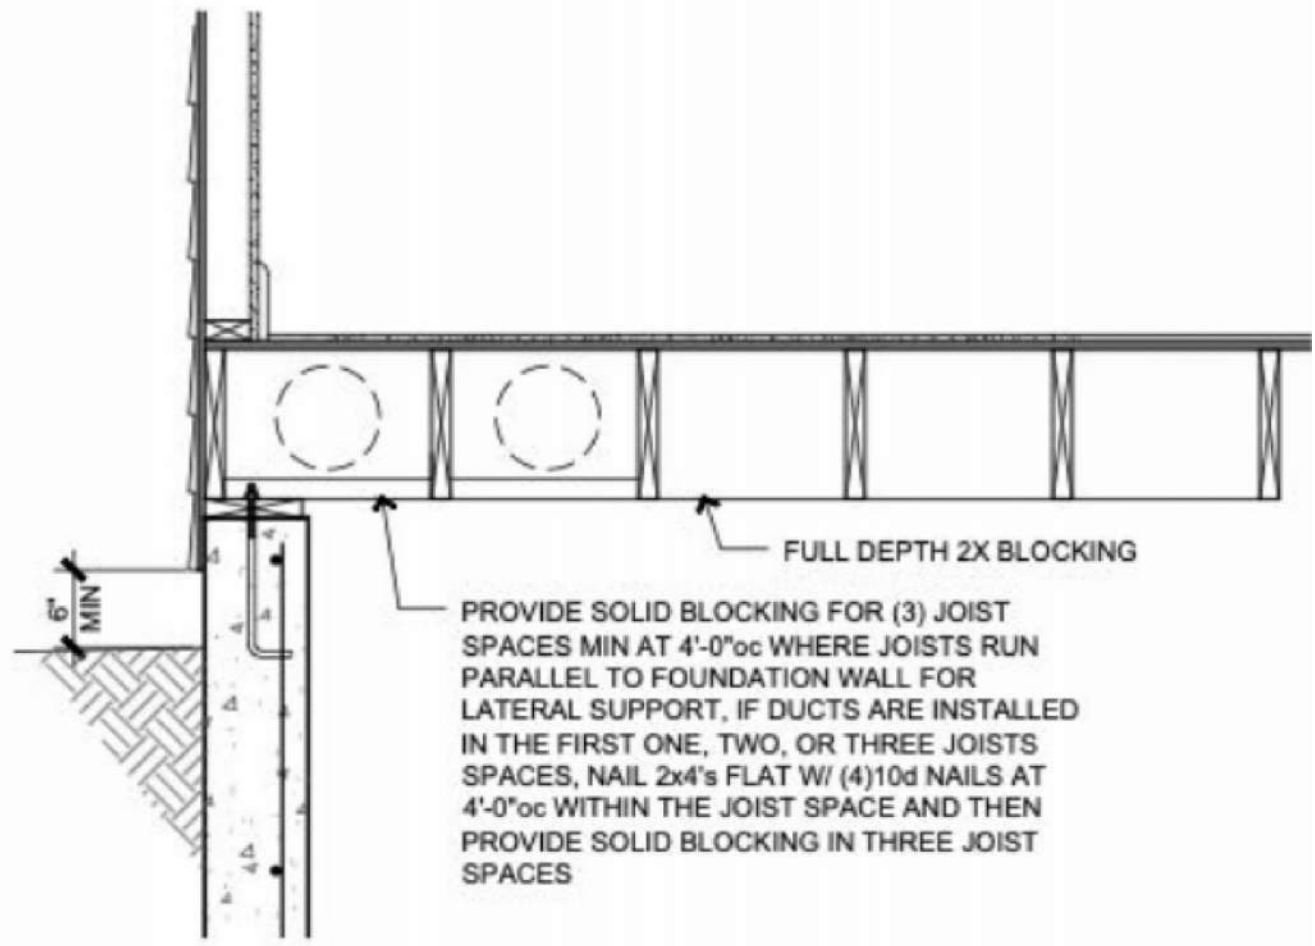 FULL DEPTH 2X BLOCKING
PROVIDE SOLID BLOCKING FOR (3) JOIST
SPACES MIN AT 4'-0"oc WHERE JOISTS RUN
PARALLEL TO FOUNDATION WALL FOR
LATERAL SUPPORT, IF DUCTS ARE INSTALLED
IN THE FIRST ONE, TWO, OR THREE JOISTS
SPACES, NAIL 2x4's FLAT W/ (4)10d NAILS AT
4'-0"oc WITHIN THE JOIST SPACE AND THEN
PROVIDE SOLID BLOCKING IN THREE JOIST
SPACES
6"
MIN